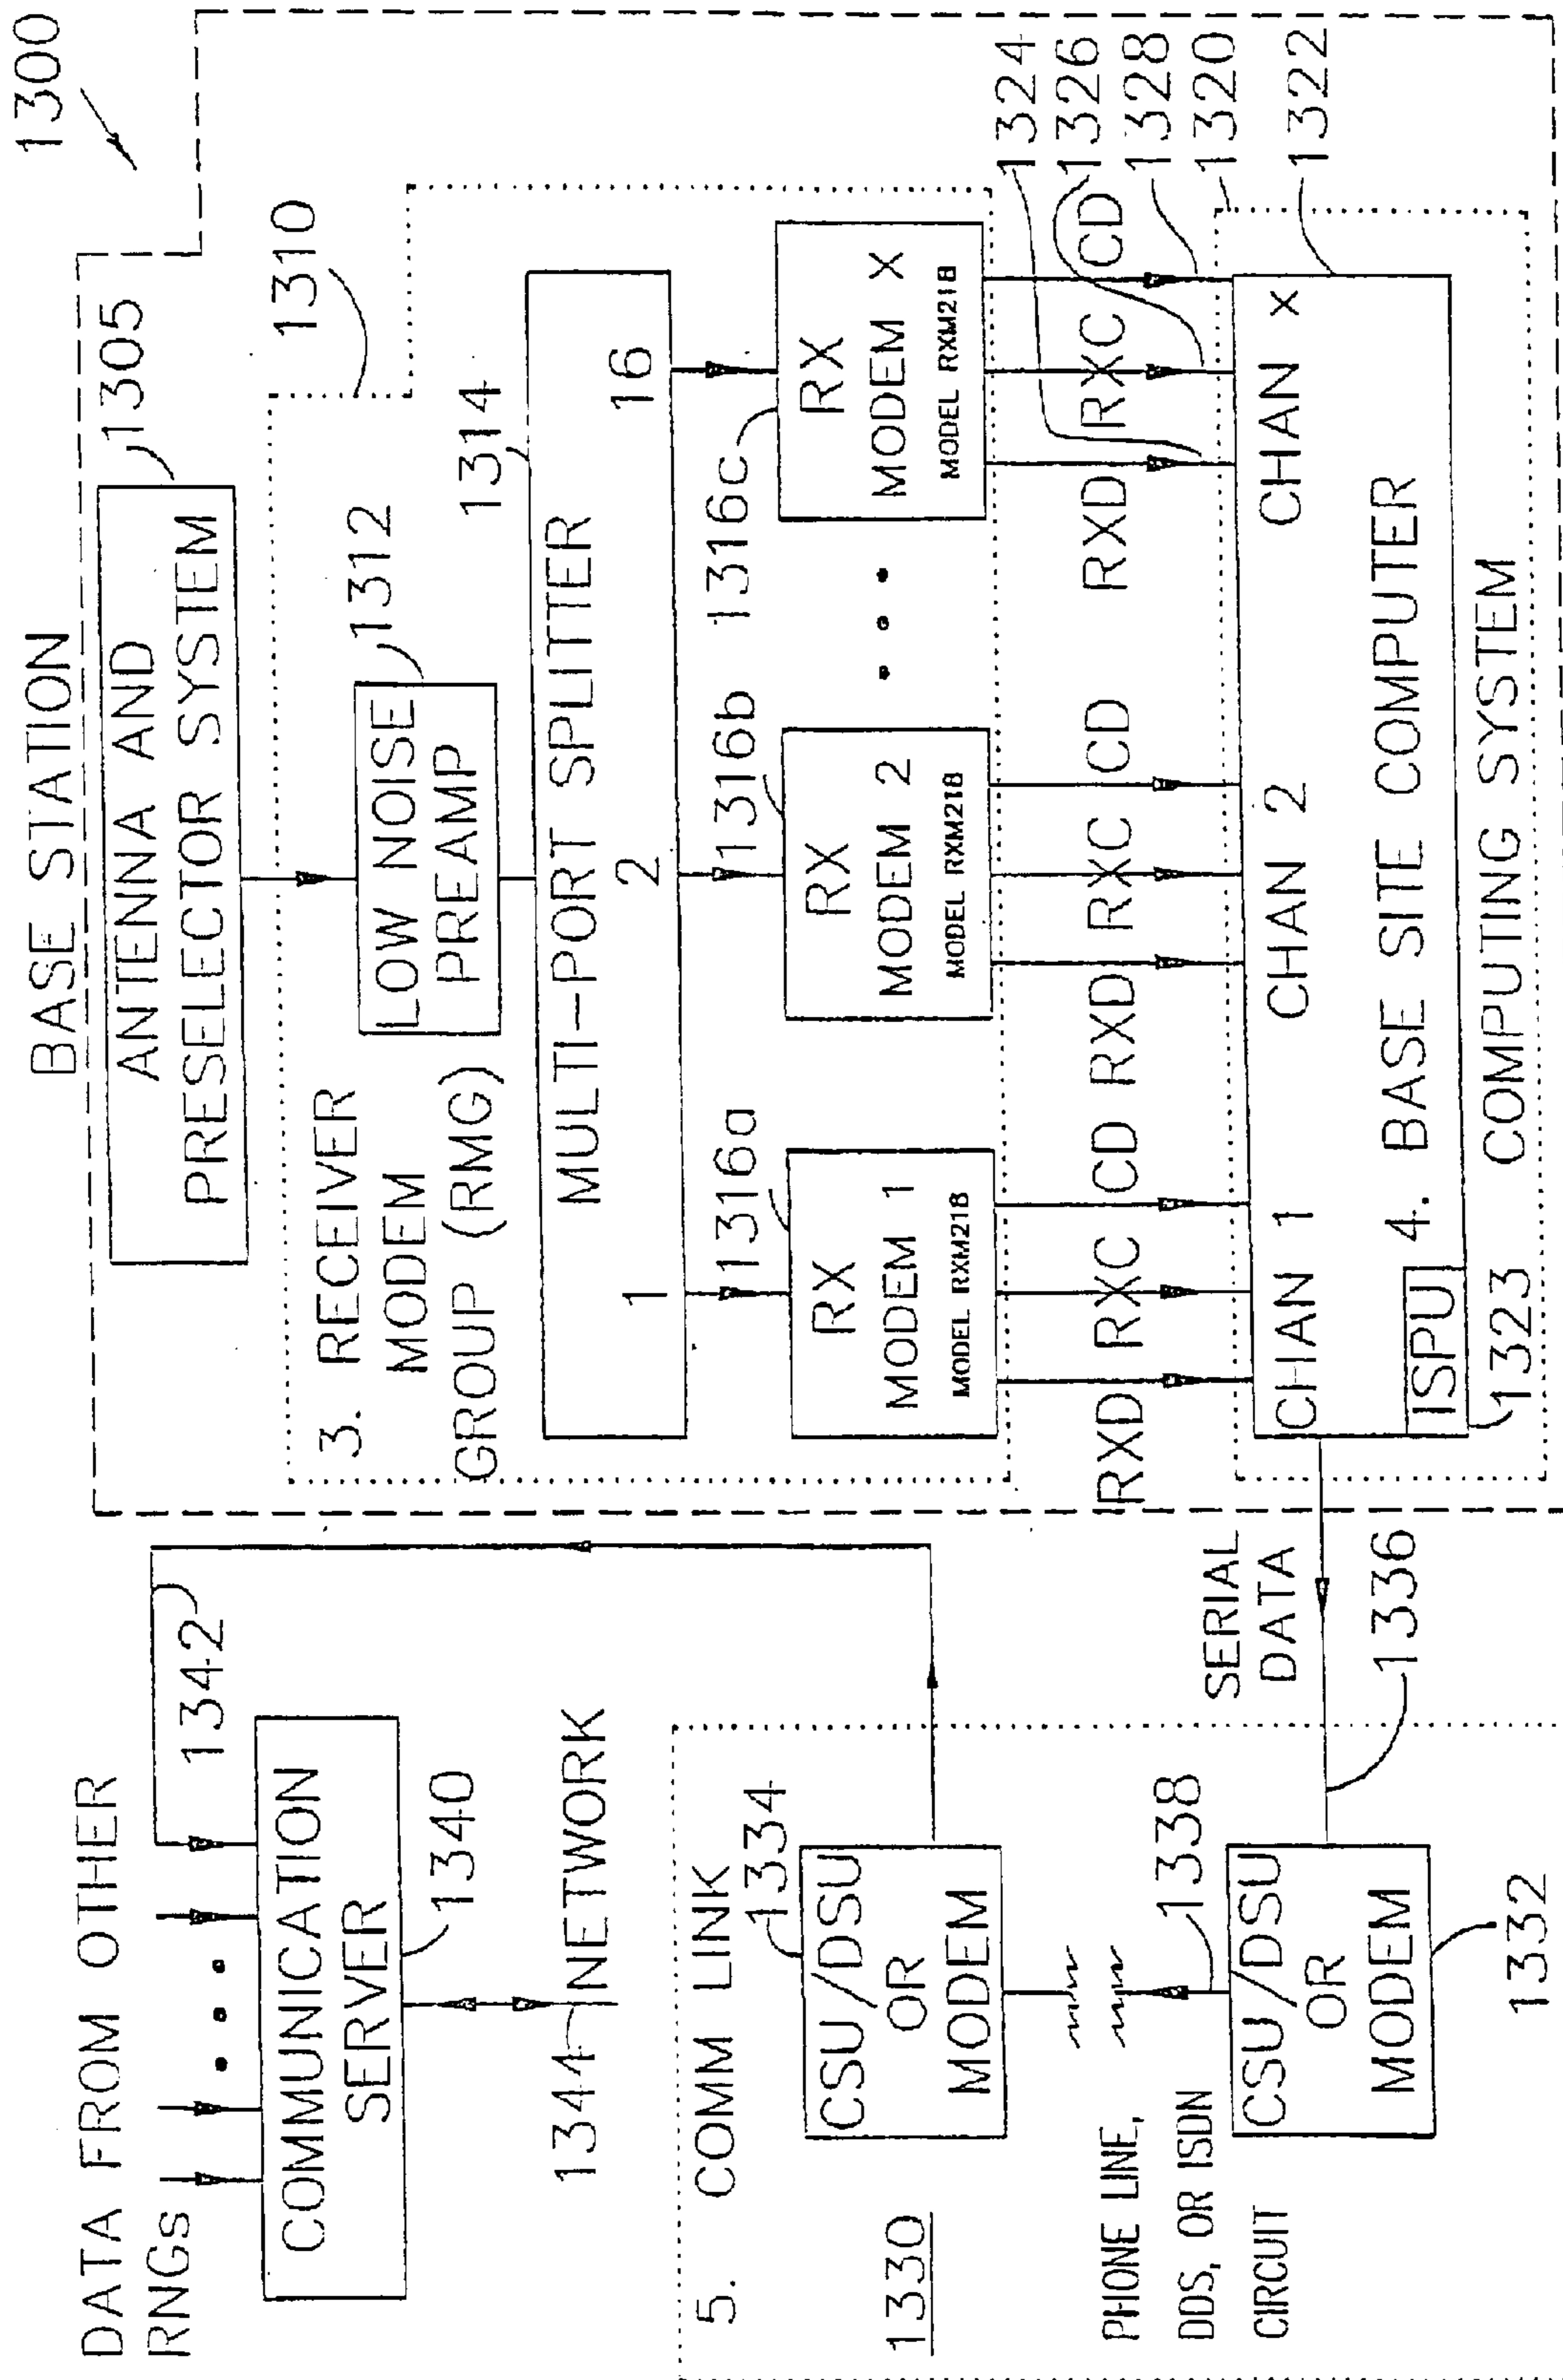 BASE STATION
1300
ANTENNA AND
PRESELECTOR SYSTEM
1305
1310
3. RECEIVER
MODEM
GROUP (RMG)
LOW NOISE
PREAMP
1312
1314
MULTI-PORT SPLITTER
1
2
16
1316a
1316b
1316c
RX
MODEM 1
MODEL RXM218
RX
MODEM 2
MODEL RXM218
RX
MODEM X
MODEL RXM218
RXD RXC CD
RXD RXC CD
RXD RXC CD
1324
1326
1328
1320
1322
CHAN 1
CHAN 2
CHAN X
ISPU
4. BASE SITE COMPUTER
1323
COMPUTING SYSTEM
DATA FROM OTHER
RNGs
1342
COMMUNICATION
SERVER
1340
1344
NETWORK
5. COMM LINK
1330
1334
CSU/DSU
OR
MODEM
PHONE LINE,
DDS, OR ISDN
CIRCUIT
1338
CSU/DSU
OR
MODEM
1332
SERIAL
DATA
1336